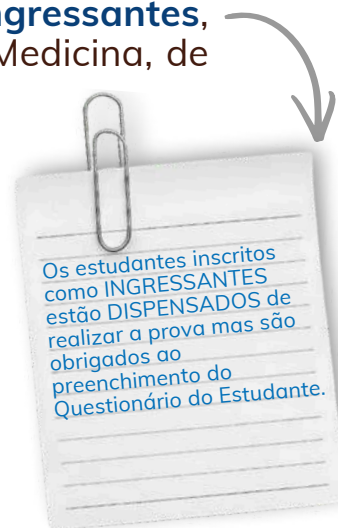 ngressantes,
Medicina, de
Os estudantes inscritos
como INGRESSANTES
estão DISPENSADOS de
realizar a prova mas são
obrigados ao
preenchimento do
Questionário do Estudante.